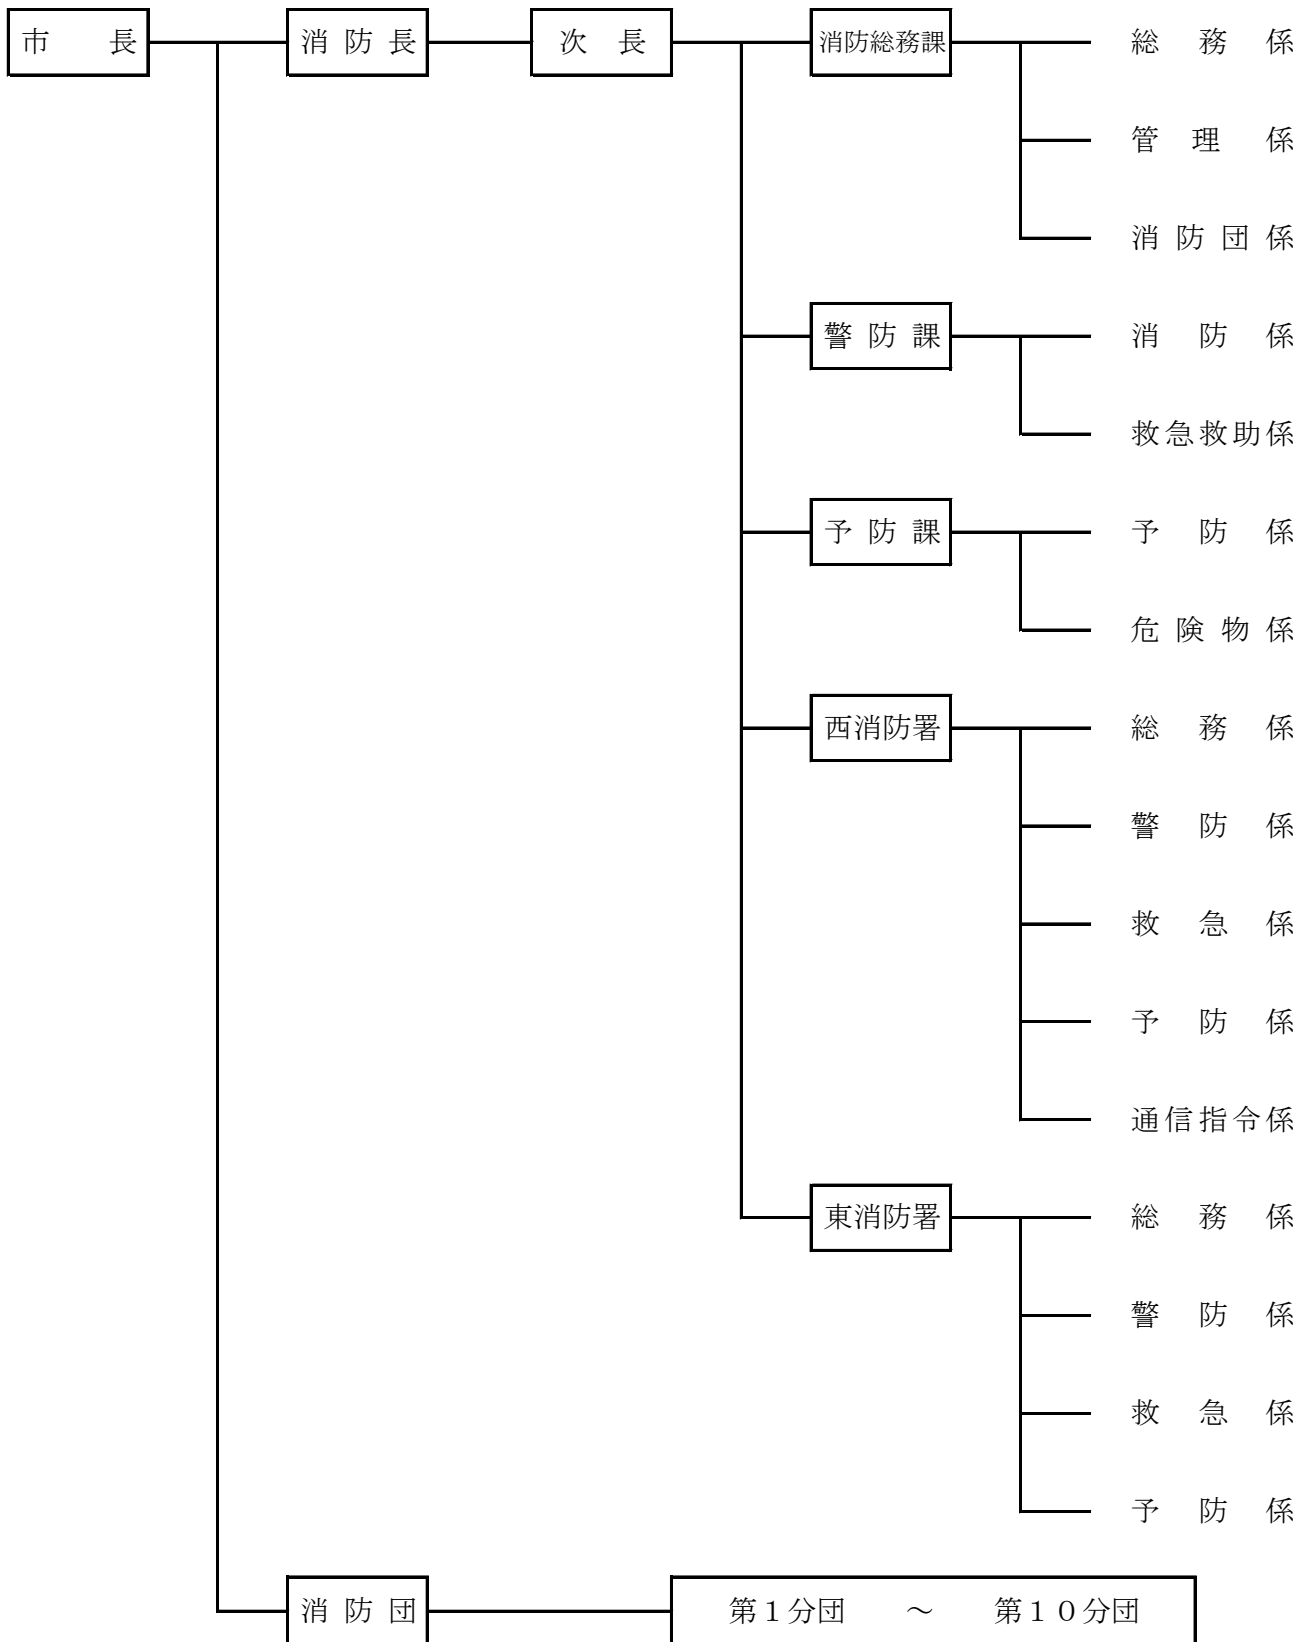 市長 消防長 次長 消防総務課 総務係
管理係
消防団係
警防課 消防係
救急救助係
予防課 予防係
危険物係
西消防署 総務係
警防係
救急係
予防係
通信指令係
東消防署 総務係
警防係
救急係
予防係
消防団 第１分団 ～ 第１０分団